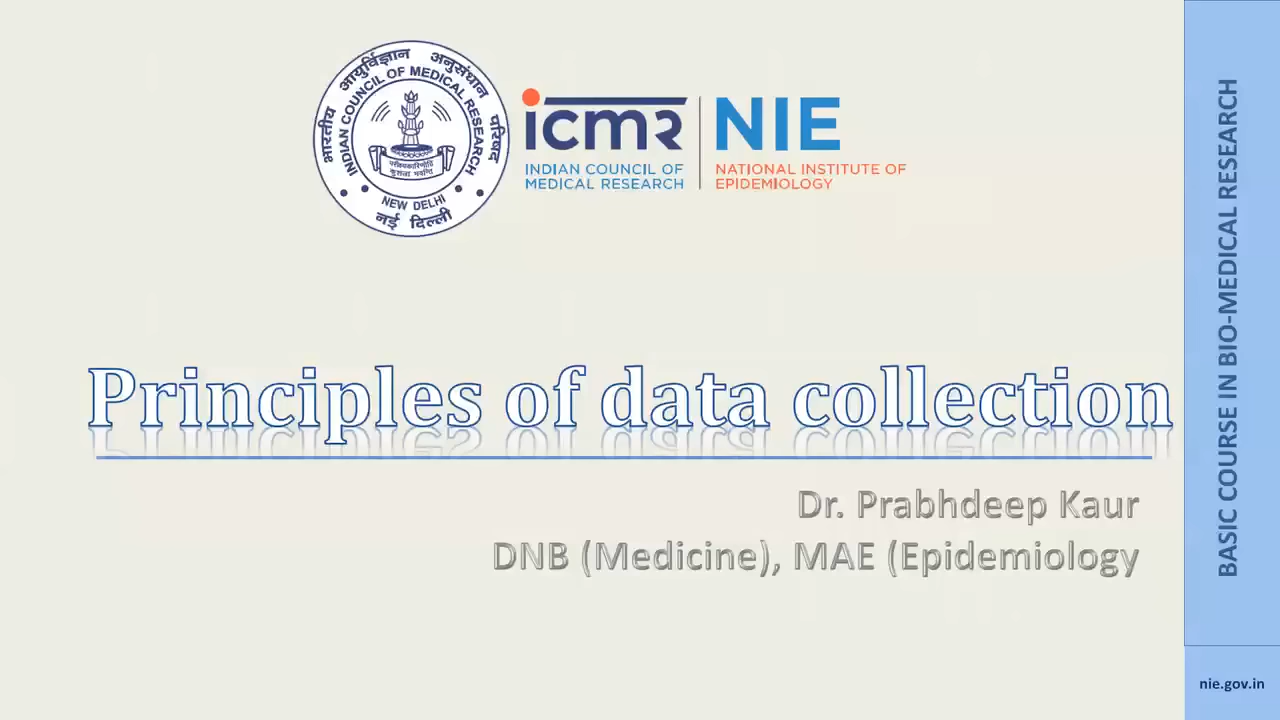 भारतीय आयुर्विज्ञान अनुसंधान परिषद
INDIAN COUNCIL OF MEDICAL RESEARCH
NEW DELHI
नई दिल्ली
icmr
INDIAN COUNCIL OF
MEDICAL RESEARCH
NIE
NATIONAL INSTITUTE OF
EPIDEMIOLOGY
Principles of data collection
Dr. Prabhdeep Kaur
DNB (Medicine), MAE (Epidemiology
BASIC COURSE IN BIO-MEDICAL RESEARCH
nie.gov.in